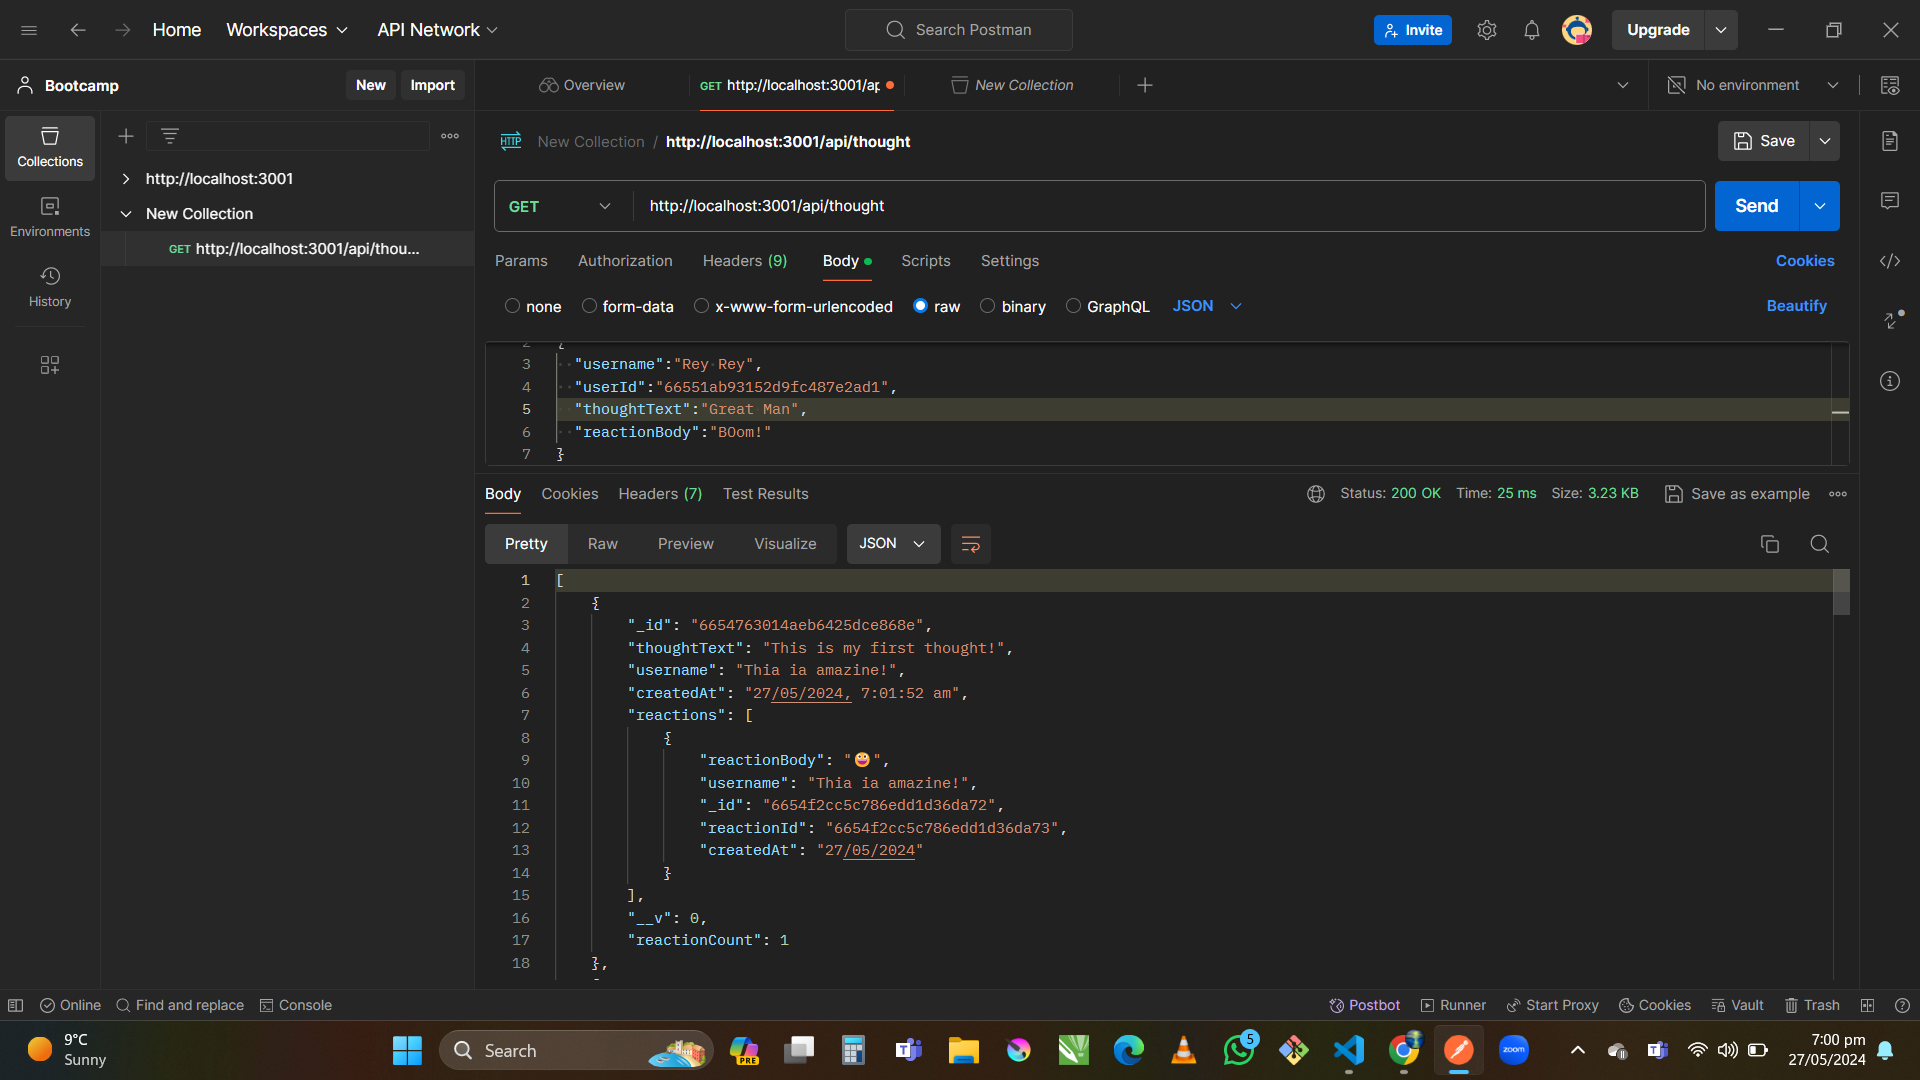 Home
Workspaces
API Network
Search Postman
Invite
Upgrade
Bootcamp
New
Import
Overview
GET http://localhost:3001/ap
New Collection
No environment
Collections
Environments
History
http://localhost:3001
New Collection
GET http://localhost:3001/api/thou...
HTTP New Collection / http://localhost:3001/api/thought
Save
GET http://localhost:3001/api/thought
Send
Params Authorization Headers (9) Body Scripts Settings
Cookies
none form-data x-www-form-urlencoded raw binary GraphQL JSON
Beautify
2 {
3 "username":"Rey Rey",
4 "userId":"66551ab93152d9fc487e2ad1",
5 "thoughtText":"Great Man",
6 "reactionBody":"BOom!"
7 }
Body Cookies Headers (7) Test Results
Status: 200 OK Time: 25 ms Size: 3.23 KB
Save as example
Pretty Raw Preview Visualize JSON
1 [
2 {
3 "_id": "6654763014aeb6425dce868e",
4 "thoughtText": "This is my first thought!",
5 "username": "Thia ia amazine!",
6 "createdAt": "27/05/2024, 7:01:52 am",
7 "reactions": [
8 {
9 "reactionBody": "😀",
10 "username": "Thia ia amazine!",
11 "_id": "6654f2cc5c786edd1d36da72",
12 "reactionId": "6654f2cc5c786edd1d36da73",
13 "createdAt": "27/05/2024"
14 }
15 ],
16 "__v": 0,
17 "reactionCount": 1
18 },
Online
Find and replace
Console
Postbot
Runner
Start Proxy
Cookies
Vault
Trash
9°C
Sunny
Search
PRE
5
zoom
7:00 pm
27/05/2024